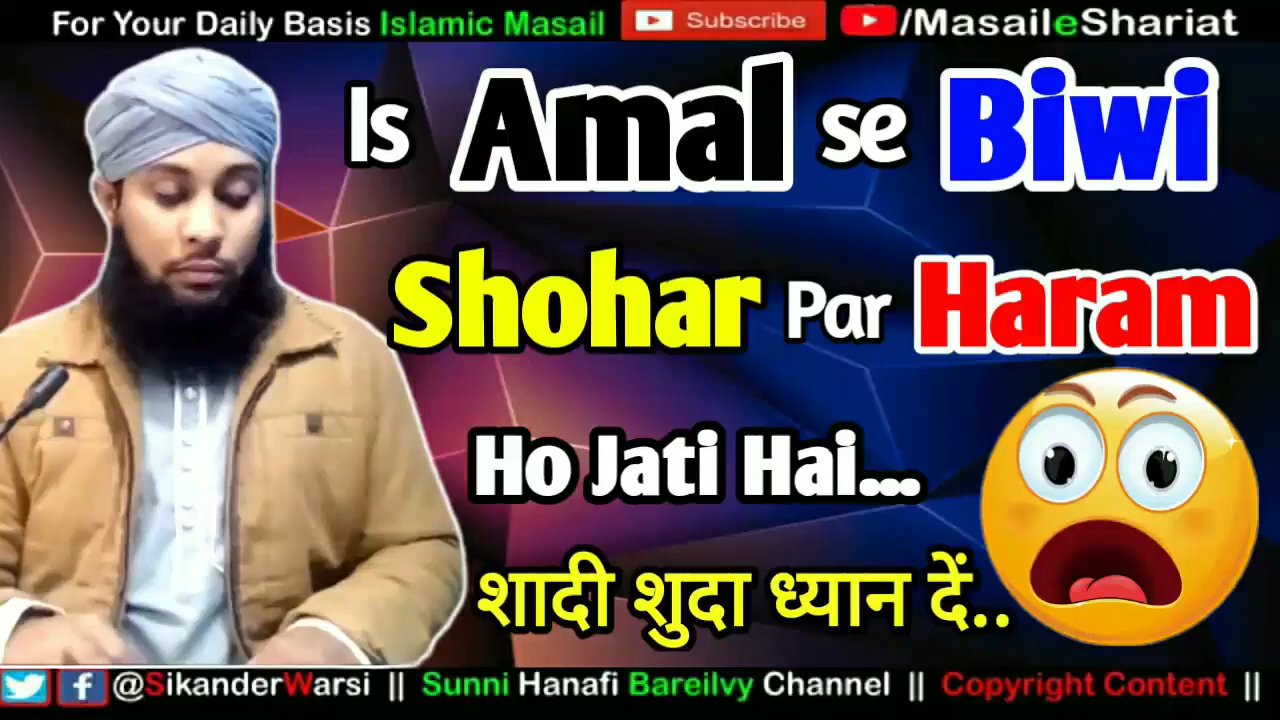 For Your Daily Basis Islamic Masail Subscribe /MasaileShariat
Is Amal se Biwi
Shohar Par Haram
Ho Jati Hai...
शादी शुदा ध्यान दें..
@SikanderWarsi || Sunni Hanafi Bareilvy Channel || Copyright Content ||